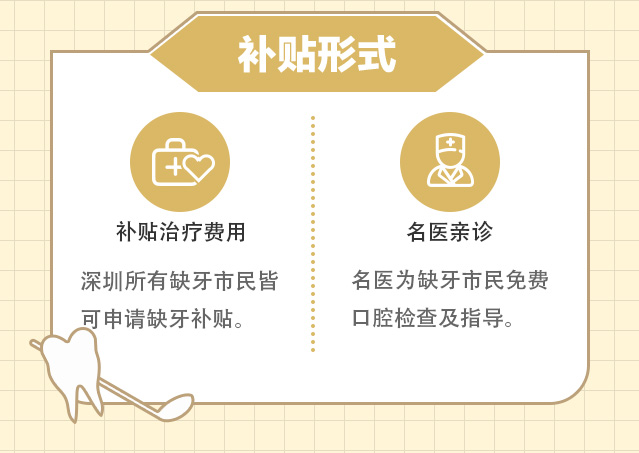 补贴形式
补贴治疗费用
深圳所有缺牙市民皆
可申请缺牙补贴。
名医亲诊
名医为缺牙市民免费
口腔检查及指导。